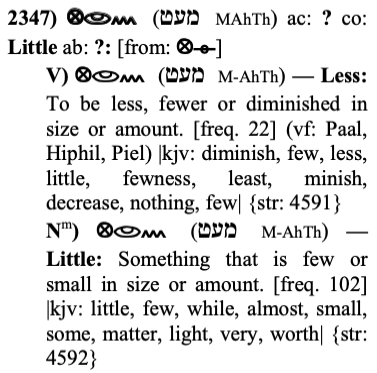 2347) (מעט MAhTh) ac: ? co:
Little ab: ?: [from: ]
V) (מעט M-AhTh) — Less:
To be less, fewer or diminished in
size or amount. [freq. 22] (vf: Paal,
Hiphil, Piel) |kjv: diminish, few, less,
little, fewness, least, minish,
decrease, nothing, few| {str: 4591}
Nᵐ) (מעט M-AhTh) —
Little: Something that is few or
small in size or amount. [freq. 102]
|kjv: little, few, while, almost, small,
some, matter, light, very, worth| {str:
4592}